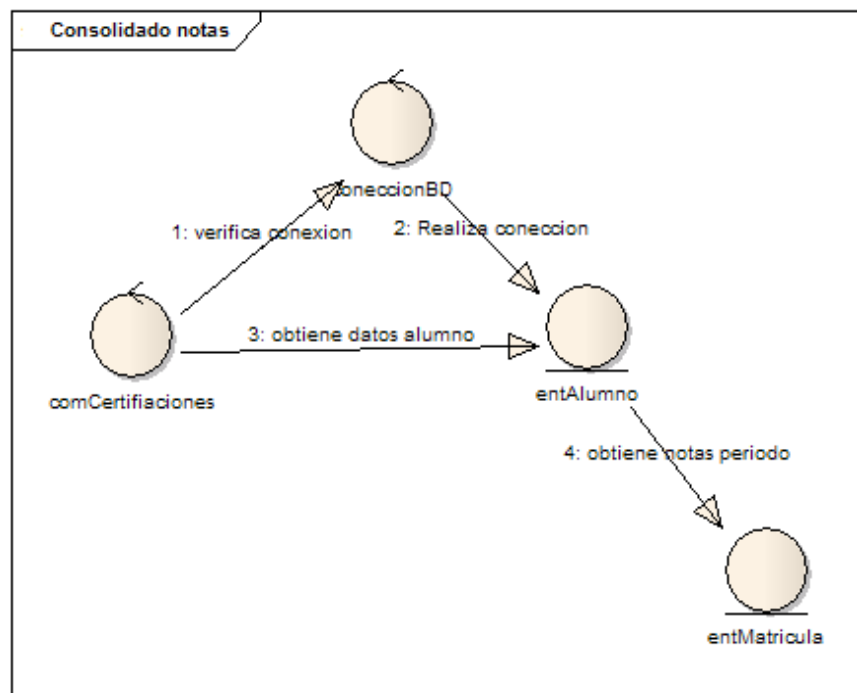 Consolidado notas
coneccionBD
1: verifica conexion
2: Realiza coneccion
3: obtiene datos alumno
comCertifiaciones
entAlumno
4: obtiene notas periodo
entMatricula